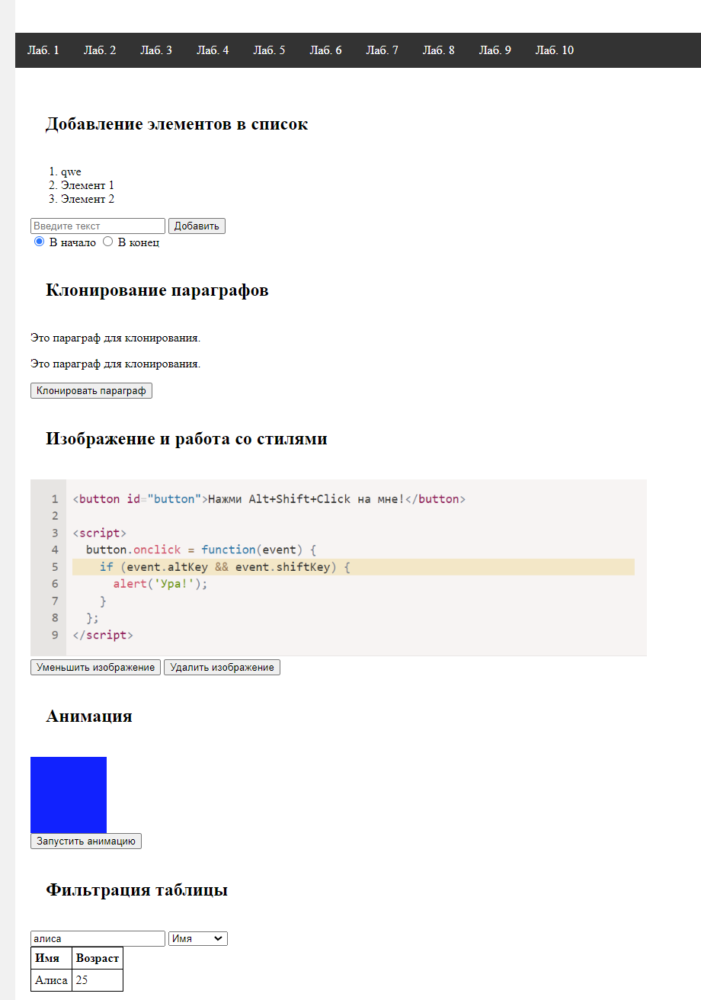 Лаб. 1 Лаб. 2 Лаб. 3 Лаб. 4 Лаб. 5 Лаб. 6 Лаб. 7 Лаб. 8 Лаб. 9 Лаб. 10
Добавление элементов в список
1. qwe
2. Элемент 1
3. Элемент 2
Введите текст Добавить
В начало В конец
Клонирование параграфов
Это параграф для клонирования.
Это параграф для клонирования.
Клонировать параграф
Изображение и работа со стилями
1 <button id="button">Нажми Alt+Shift+Click на мне!</button>
2
3 <script>
4 button.onclick = function(event) {
5 if (event.altKey && event.shiftKey) {
6 alert('Ура!');
7 }
8 };
9 </script>
Уменьшить изображение Удалить изображение
Анимация
Запустить анимацию
Фильтрация таблицы
алиса Имя
Имя Возраст
Алиса 25